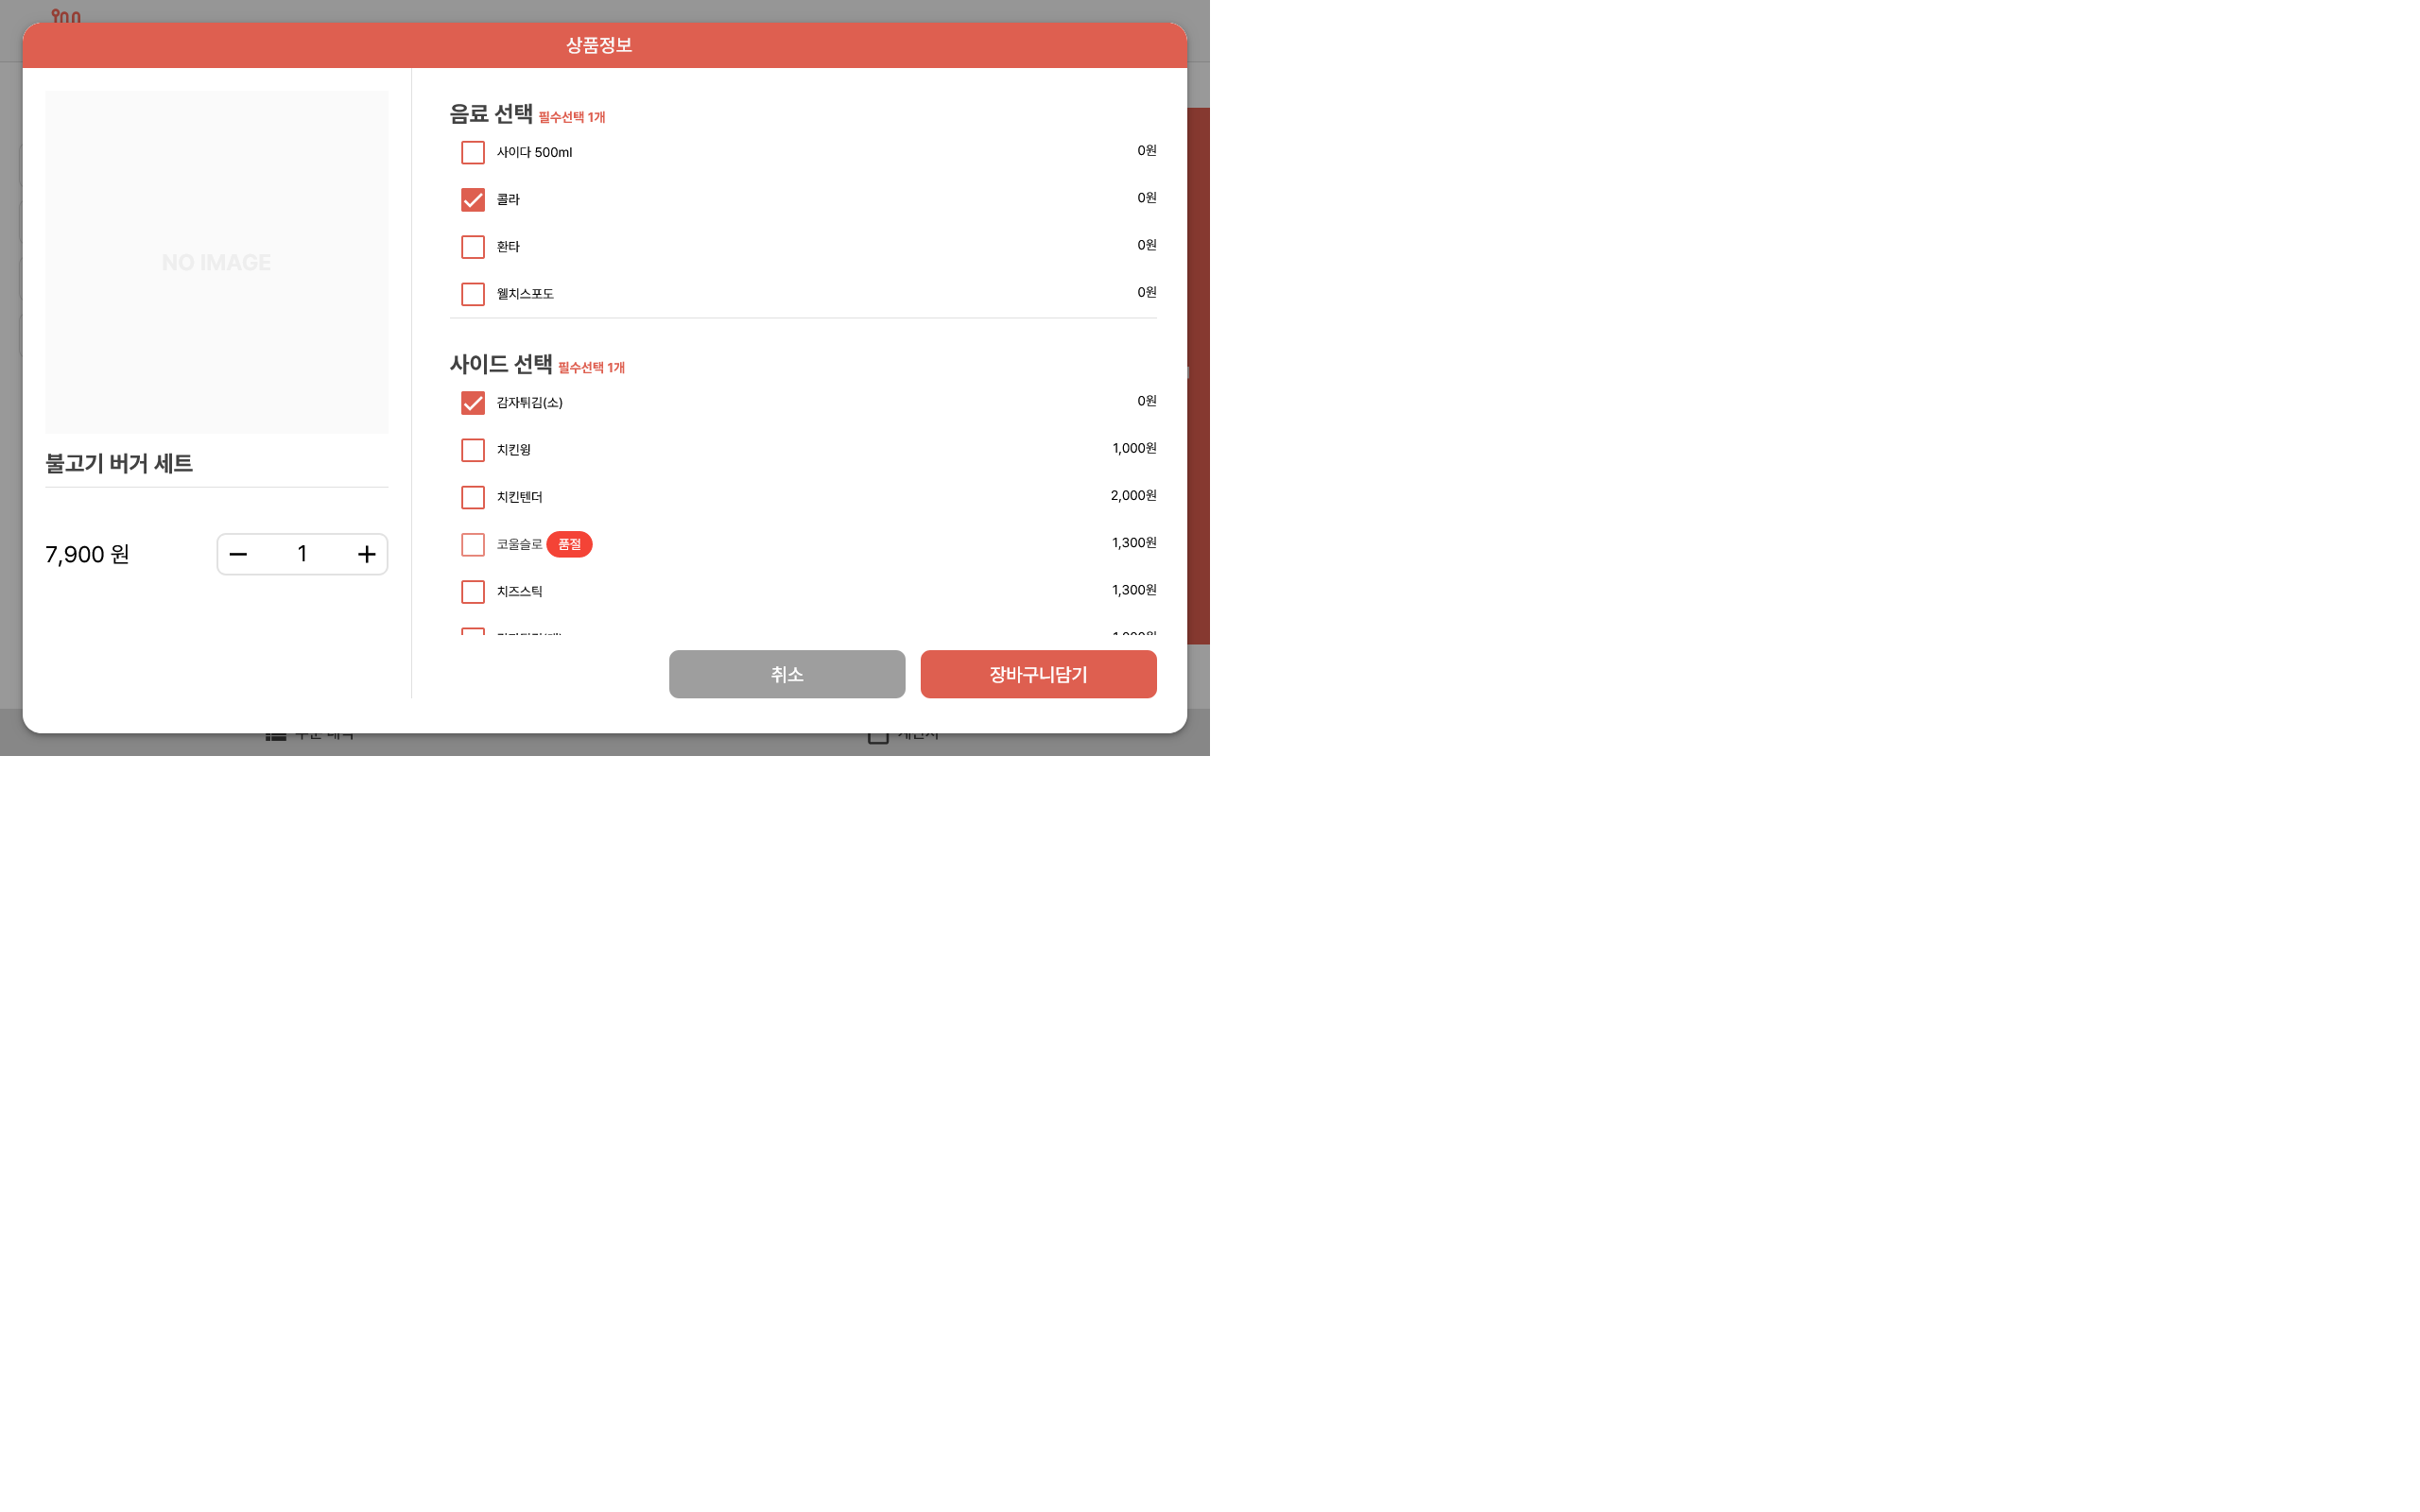 상품정보
NO IMAGE
불고기 버거 세트
7,900 원
1
음료 선택 필수선택 1개
사이다 500ml 0원
콜라 0원
환타 0원
웰치스포도 0원
사이드 선택 필수선택 1개
감자튀김(소) 0원
치킨윙 1,000원
치킨텐더 2,000원
코울슬로 품절 1,300원
치즈스틱 1,300원
취소
장바구니담기